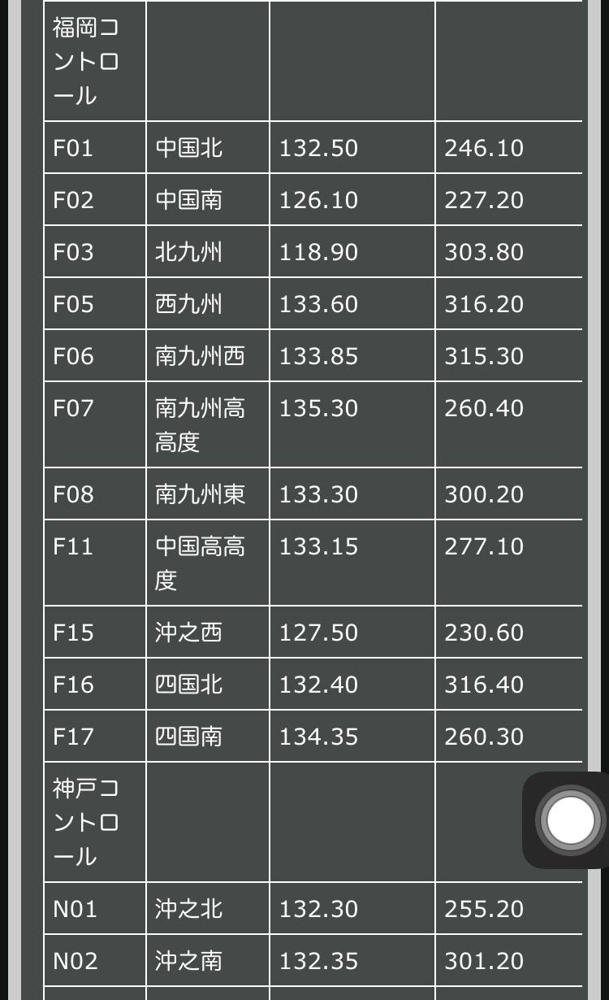 福岡コ
ントロ
ール
F01 中国北 132.50 246.10
F02 中国南 126.10 227.20
F03 北九州 118.90 303.80
F05 西九州 133.60 316.20
F06 南九州西 133.85 315.30
F07 南九州高 135.30 260.40
高度
F08 南九州東 133.30 300.20
F11 中国高高 133.15 277.10
度
F15 沖之西 127.50 230.60
F16 四国北 132.40 316.40
F17 四国南 134.35 260.30
神戸コ
ントロ
ール
N01 沖之北 132.30 255.20
N02 沖之南 132.35 301.20